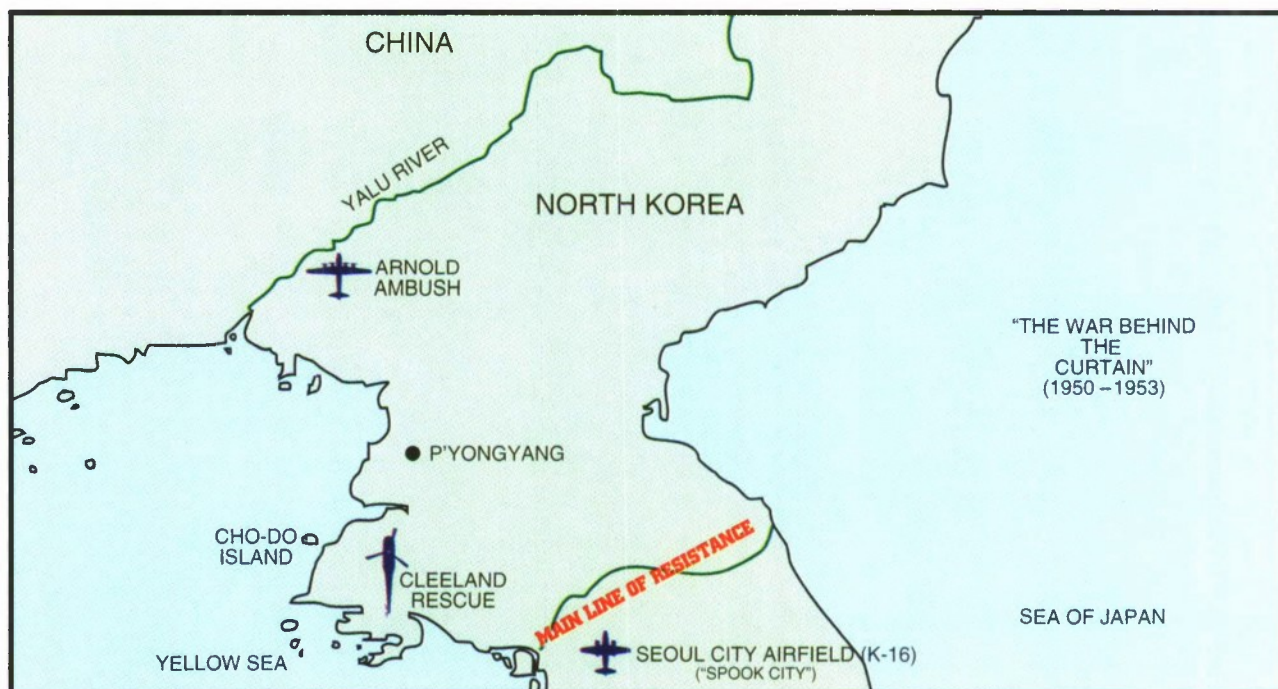 CHINA
YALU RIVER
NORTH KOREA
ARNOLD
AMBUSH
"THE WAR BEHIND
THE
CURTAIN"
(1950 –1953)
P'YONGYANG
CHO-DO
ISLAND
CLEELAND
RESCUE
MAIN LINE OF RESISTANCE
SEA OF JAPAN
YELLOW SEA
SEOUL CITY AIRFIELD (K-16)
("SPOOK CITY")